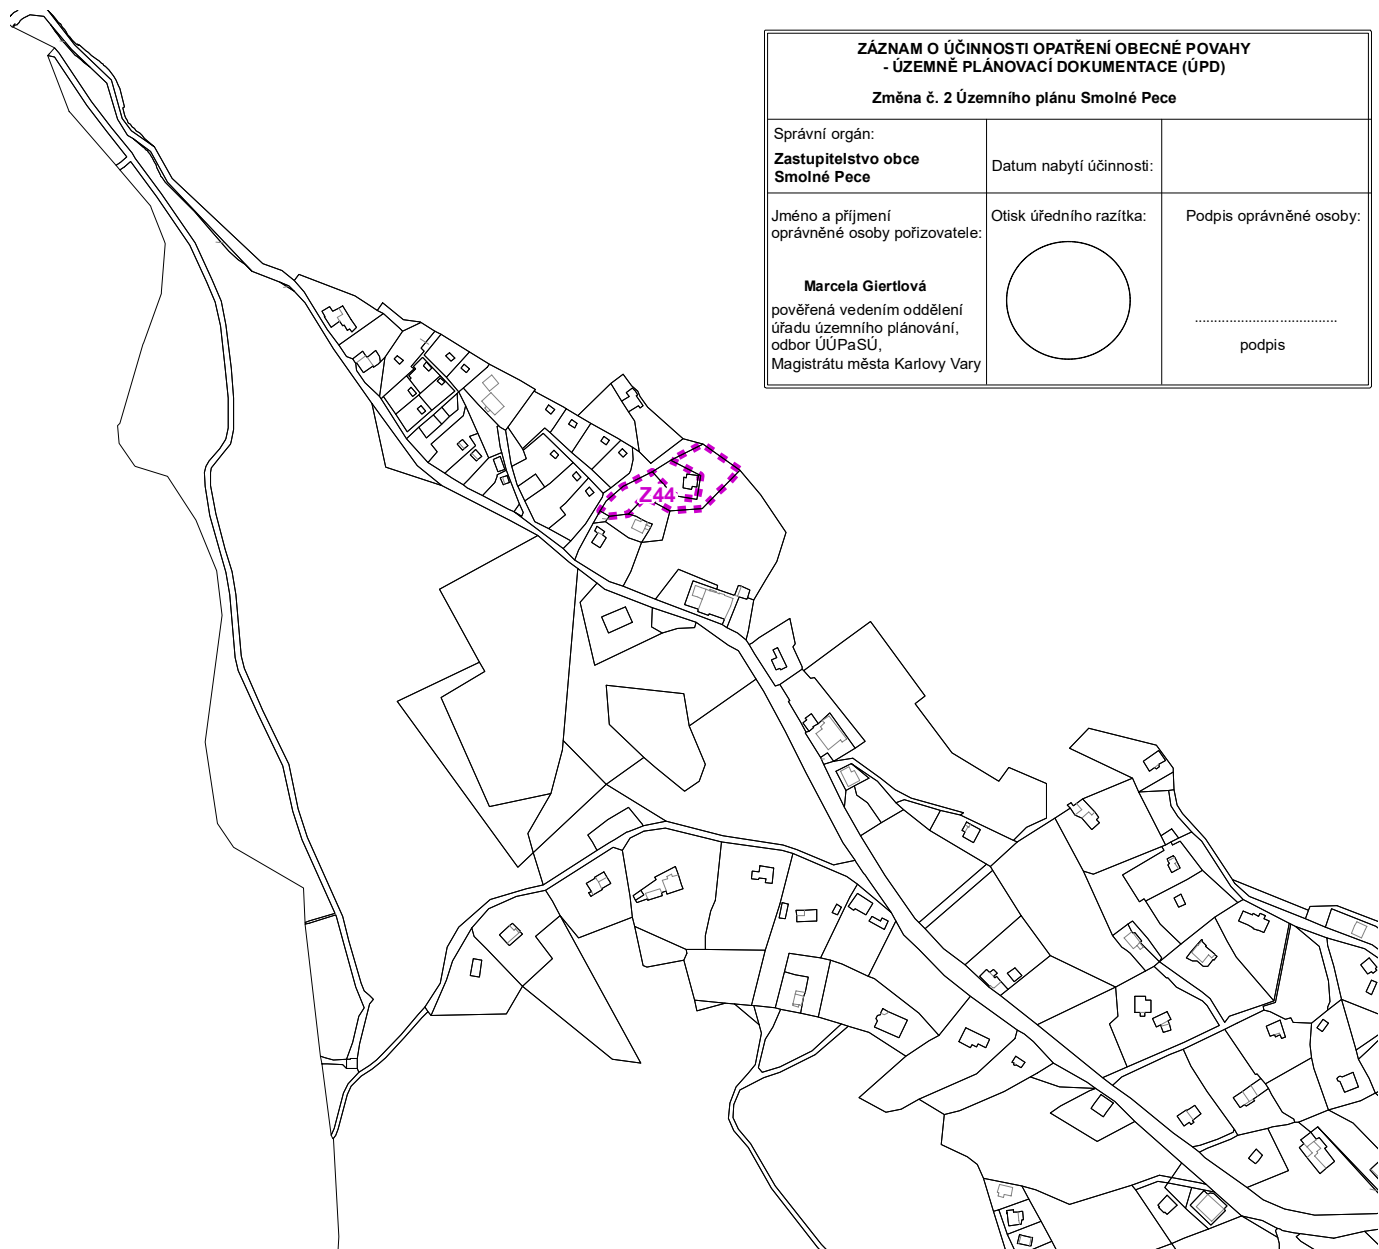 ZÁZNAM O ÚČINNOSTI OPATŘENÍ OBECNÉ POVAHY
- ÚZEMNĚ PLÁNOVACÍ DOKUMENTACE (ÚPD)
Změna č. 2 Územního plánu Smolné Pece
Správní orgán:
Zastupitelstvo obce
Smolné Pece
Datum nabytí účinnosti:
Jméno a příjmení
oprávněné osoby pořizovatele:
Marcela Giertlová
pověřená vedením oddělení
úřadu územního plánování,
odbor ÚÚPaSÚ,
Magistrátu města Karlovy Vary
Otisk úředního razítka:
Podpis oprávněné osoby:
......................................
podpis
Z44